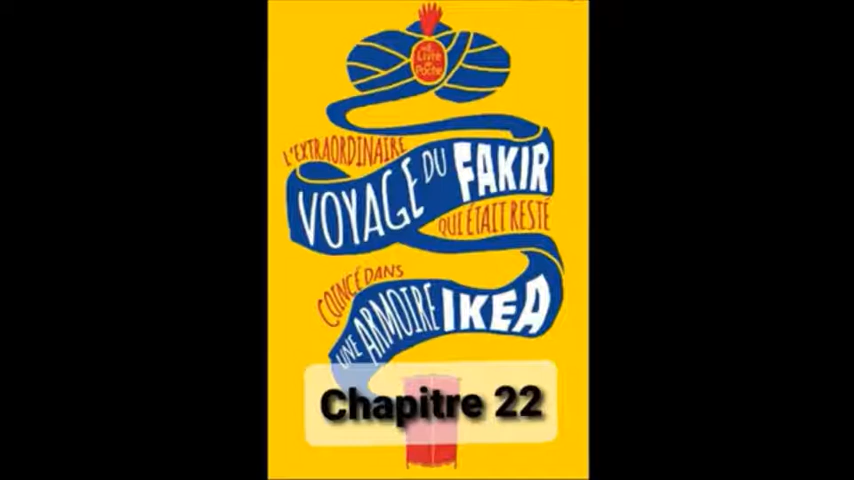 Le Livre de Poche
L'EXTRAORDINAIRE
VOYAGE DU FAKIR
QUI ÉTAIT RESTÉ
COINCÉ DANS
UNE ARMOIRE IKEA
Chapitre 22